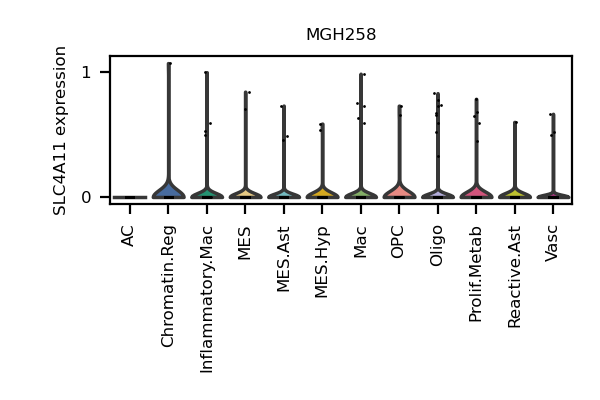 MGH258
SLC4A11 expression
1
0
AC
Chromatin.Reg
Inflammatory.Mac
MES
MES.Ast
MES.Hyp
Mac
OPC
Oligo
Prolif.Metab
Reactive.Ast
Vasc